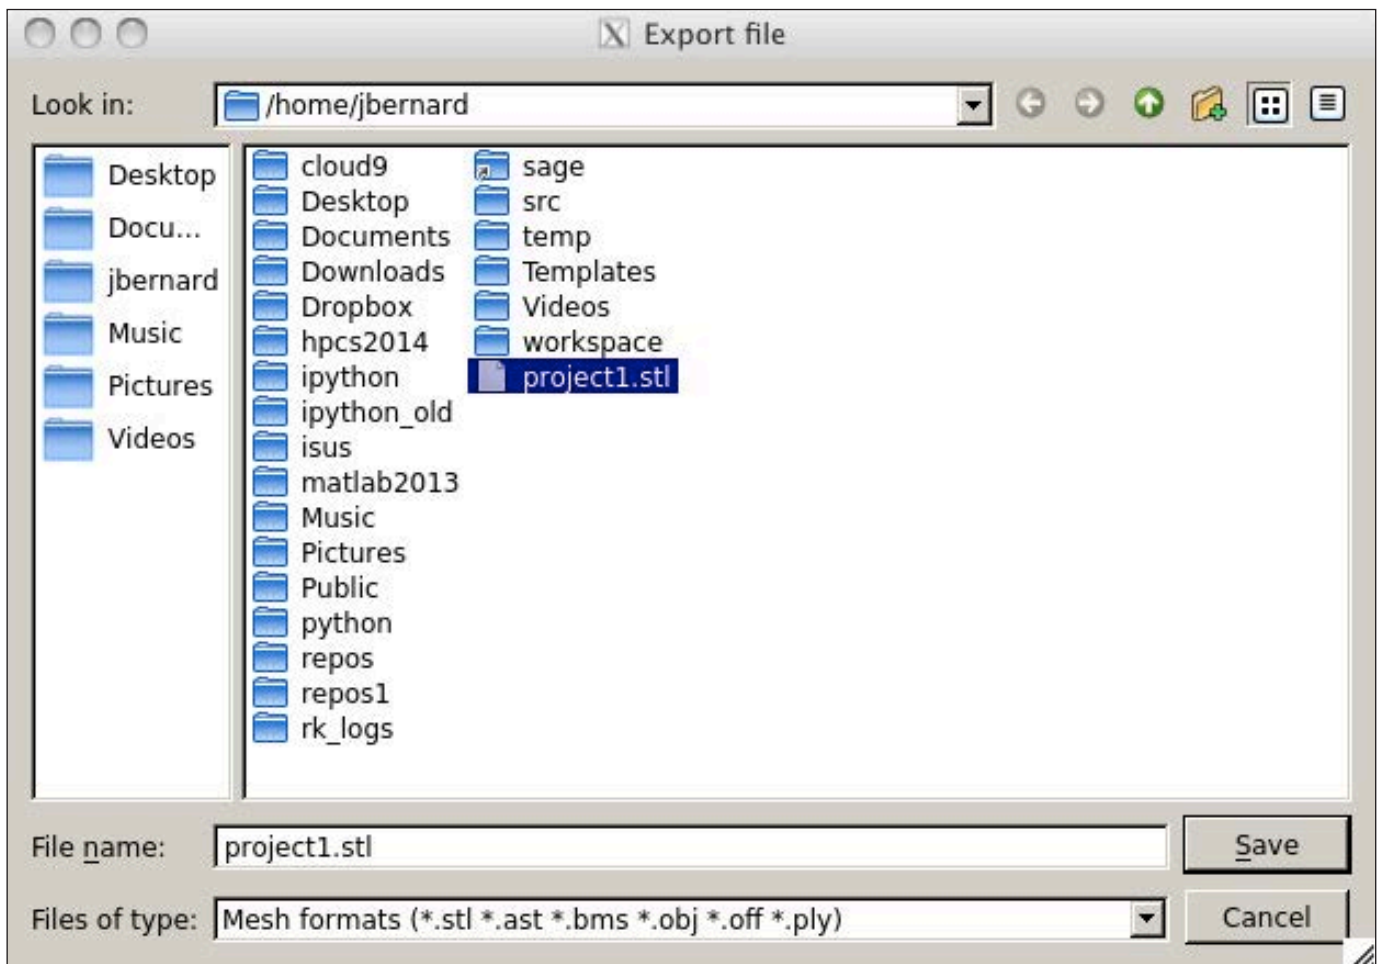 Export file
Look in: /home/jbernard
Desktop
Docu...
jbernard
Music
Pictures
Videos
cloud9
Desktop
Documents
Downloads
Dropbox
hpcs2014
ipython
ipython_old
isus
matlab2013
Music
Pictures
Public
python
repos
repos1
rk_logs
sage
src
temp
Templates
Videos
workspace
project1.stl
File name: project1.stl Save
Files of type: Mesh formats (*.stl *.ast *.bms *.obj *.off *.ply) Cancel